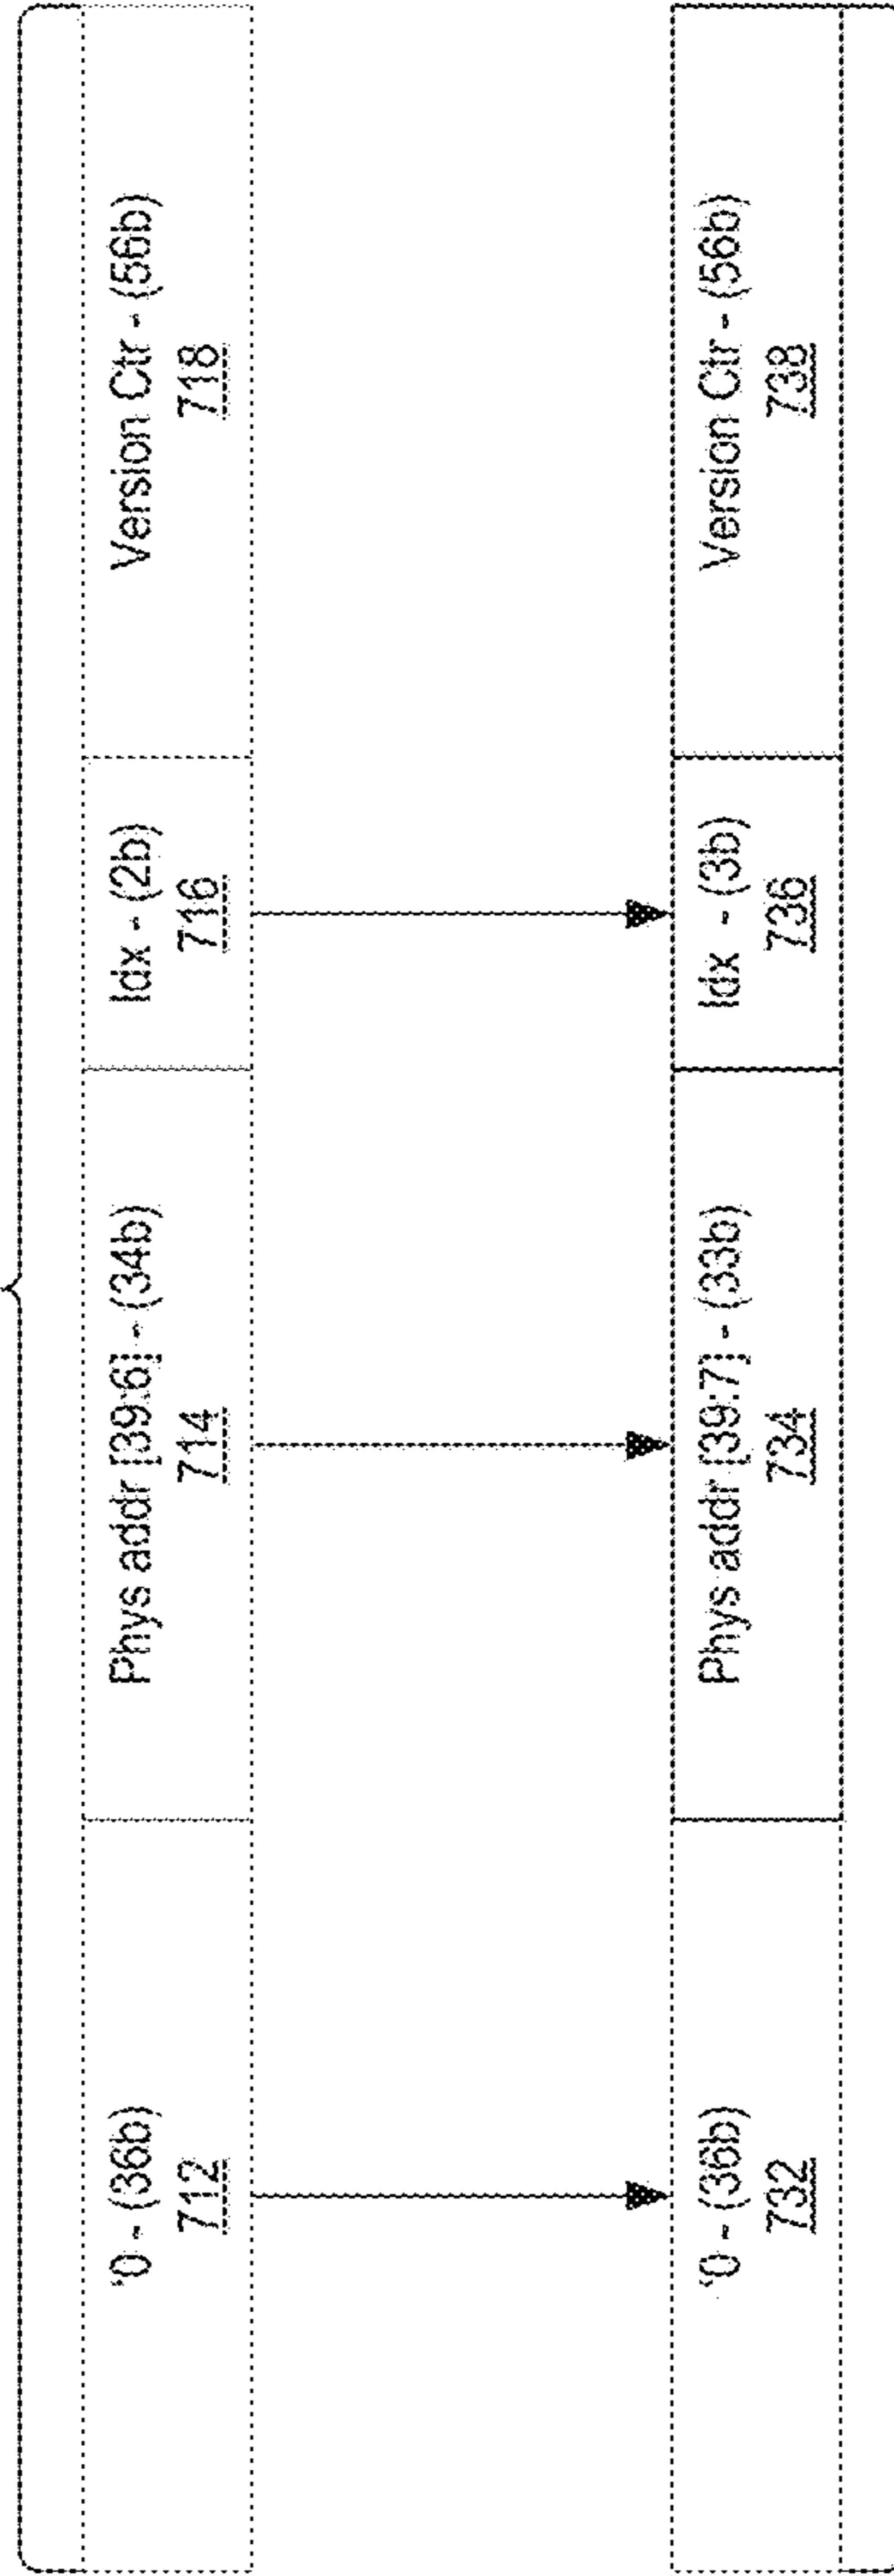 '0 - (36b)
712
Phys addr [39:6] - (34b)
714
Idx - (2b)
716
Version Ctr - (56b)
718
'0 - (36b)
732
Phys addr [39:7] - (33b)
734
Idx - (3b)
736
Version Ctr - (56b)
738